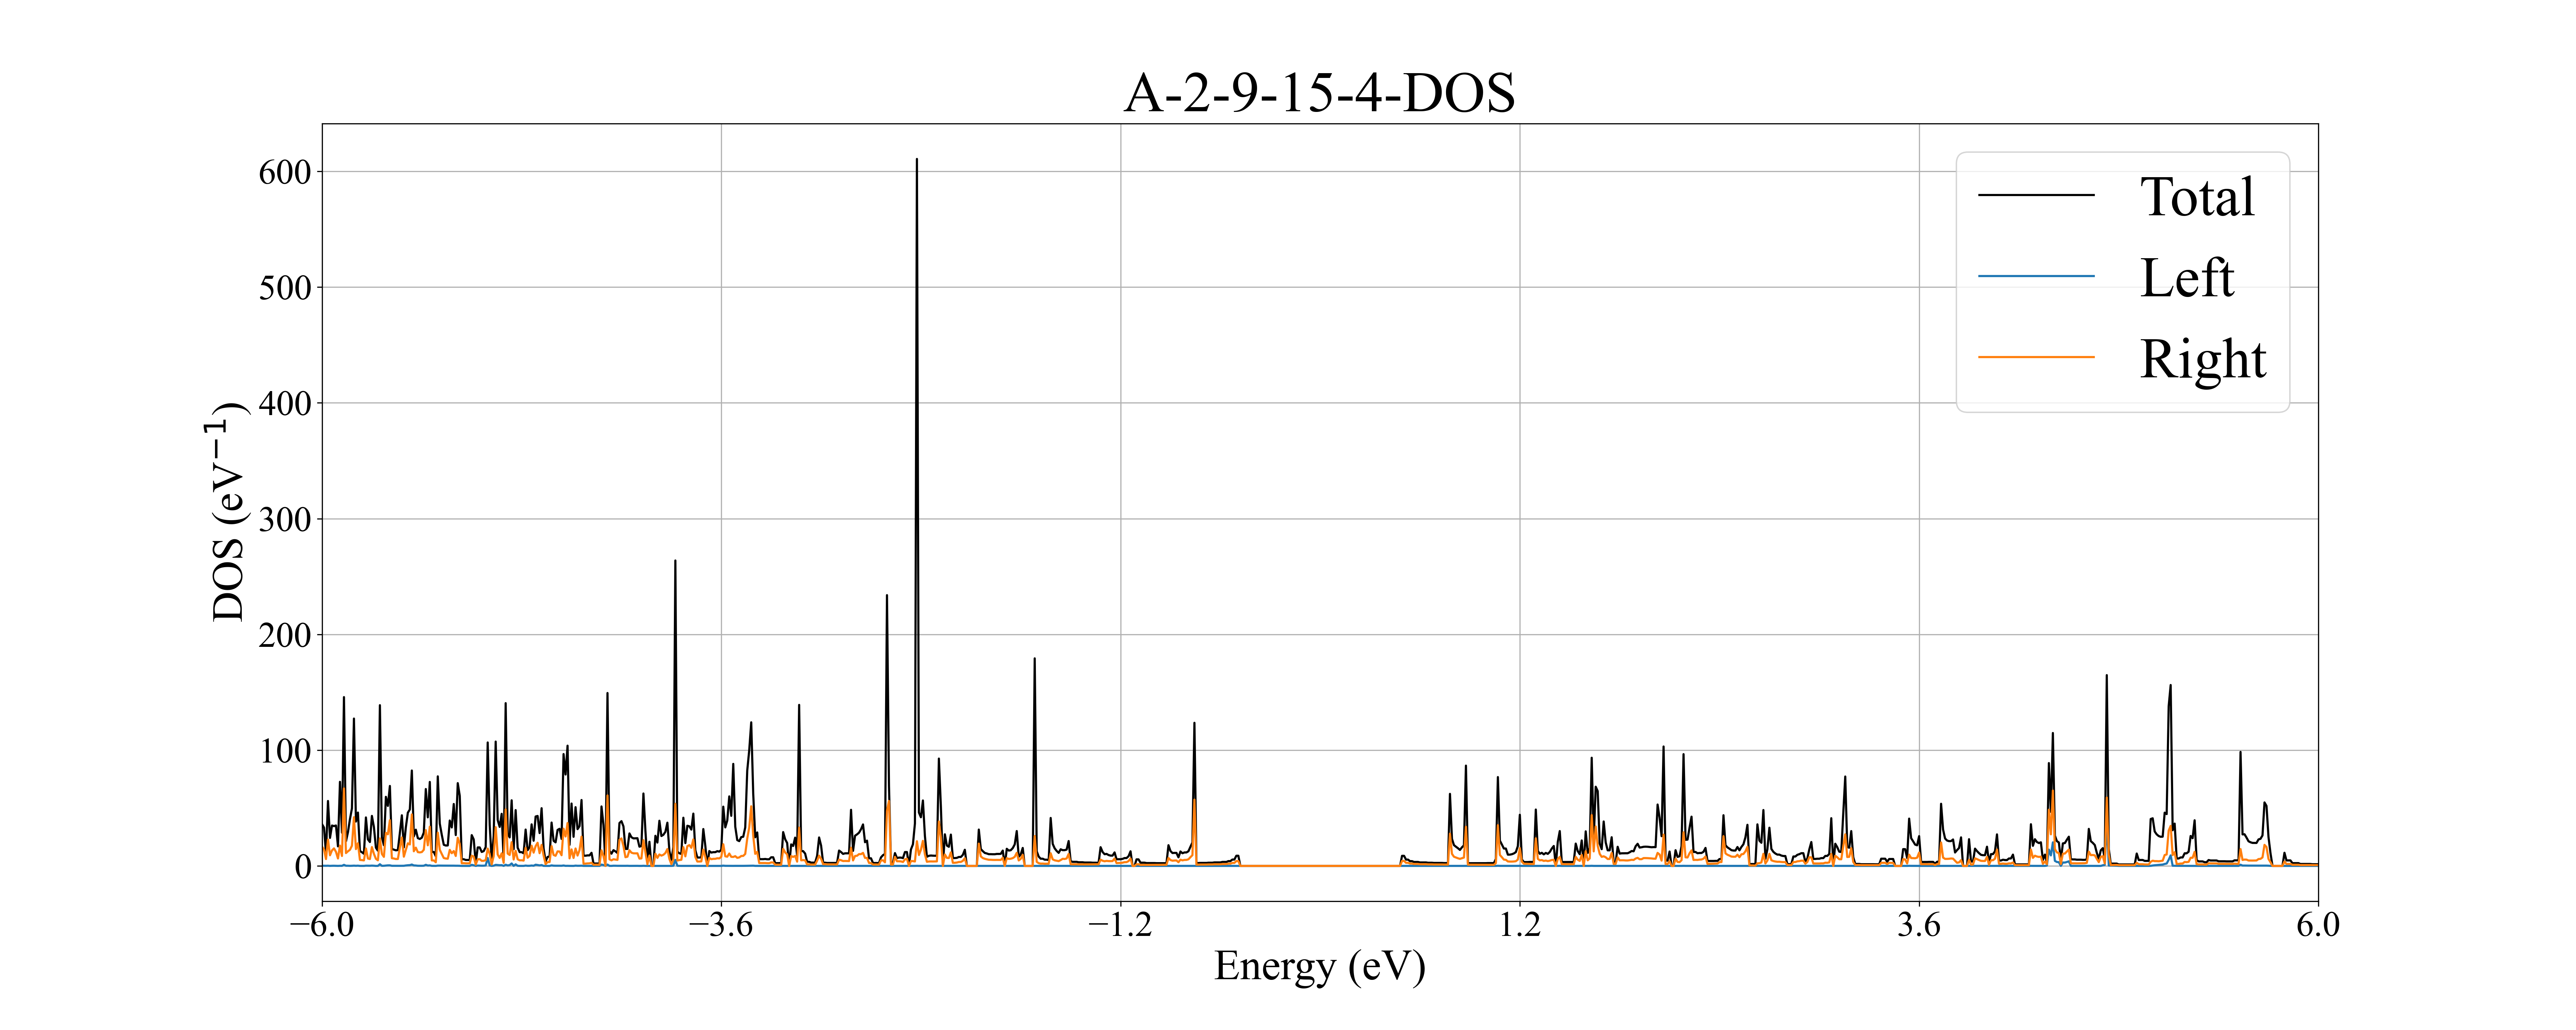 A-2-9-15-4-DOS
600
500
400
300
200
100
0
DOS (eV⁻¹)
Total
Left
Right
−6.0
−3.6
−1.2
1.2
3.6
6.0
Energy (eV)